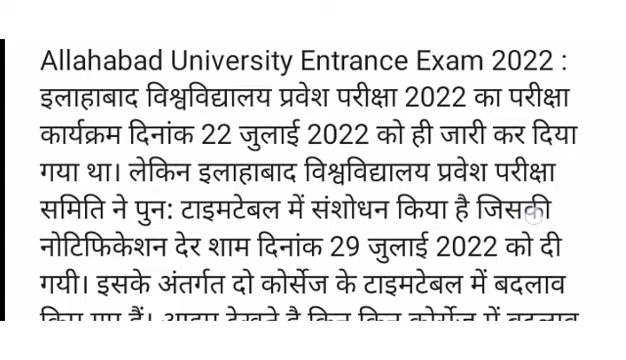 Allahabad University Entrance Exam 2022 :
इलाहाबाद विश्वविद्यालय प्रवेश परीक्षा 2022 का परीक्षा
कार्यक्रम दिनांक 22 जुलाई 2022 को ही जारी कर दिया
गया था। लेकिन इलाहाबाद विश्वविद्यालय प्रवेश परीक्षा
समिति ने पुन: टाइमटेबल में संशोधन किया है जिसकी
नोटिफिकेशन देर शाम दिनांक 29 जुलाई 2022 को दी
गयी। इसके अंतर्गत दो कोर्सेज के टाइमटेबल में बदलाव